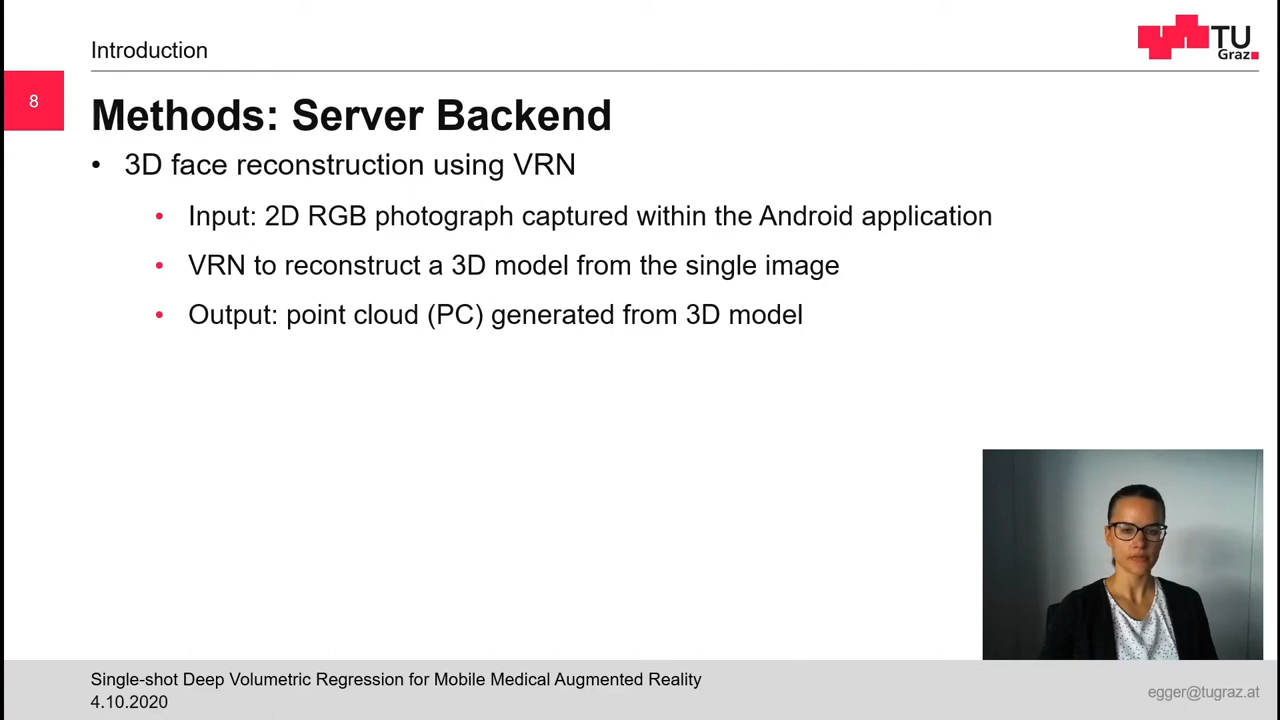 Introduction
TU
Graz
8
Methods: Server Backend
• 3D face reconstruction using VRN
• Input: 2D RGB photograph captured within the Android application
• VRN to reconstruct a 3D model from the single image
• Output: point cloud (PC) generated from 3D model
Single-shot Deep Volumetric Regression for Mobile Medical Augmented Reality
4.10.2020
egger@tugraz.at